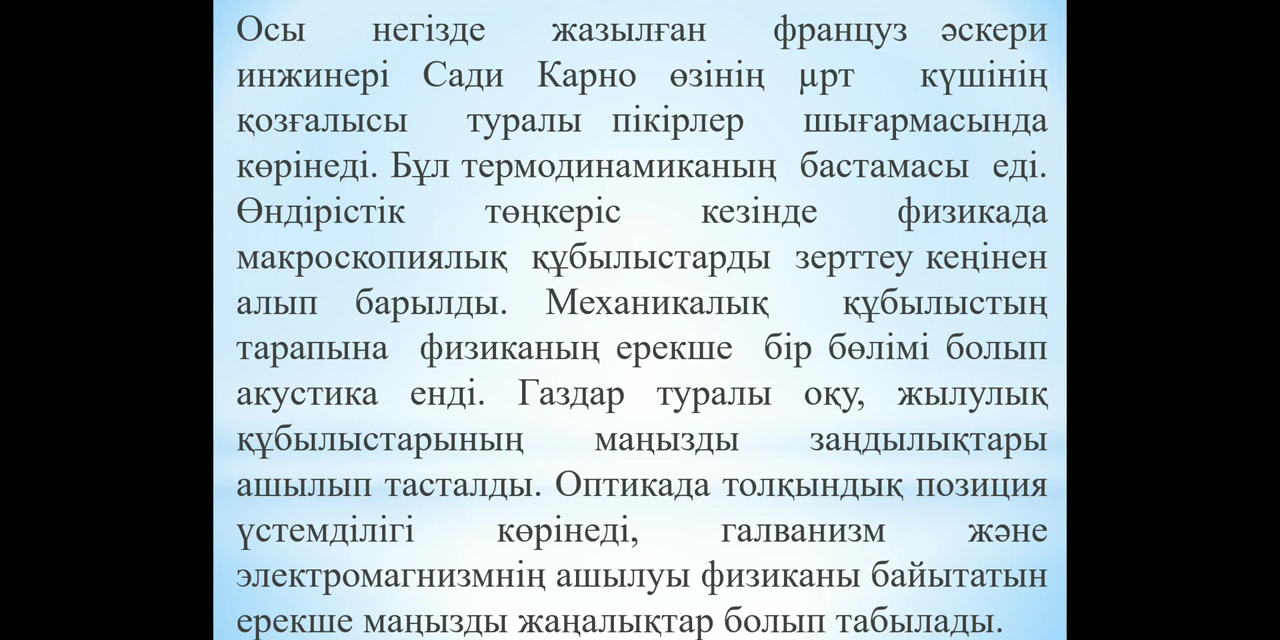 Осы негізде жазылған француз әскери
инжинері Сади Карно өзінің µрт күшінің
қозғалысы туралы пікірлер шығармасында
көрінеді. Бұл термодинамиканың бастамасы еді.
Өндірістік төңкеріс кезінде физикада
макроскопиялық құбылыстарды зерттеу кеңінен
алып барылды. Механикалық құбылыстың
тарапына физиканың ерекше бір бөлімі болып
акустика енді. Газдар туралы оқу, жылулық
құбылыстарының маңызды заңдылықтары
ашылып тасталды. Оптикада толқындық позиция
үстемділігі көрінеді, галванизм және
электромагнизмнің ашылуы физиканы байытатын
ерекше маңызды жаңалықтар болып табылады.